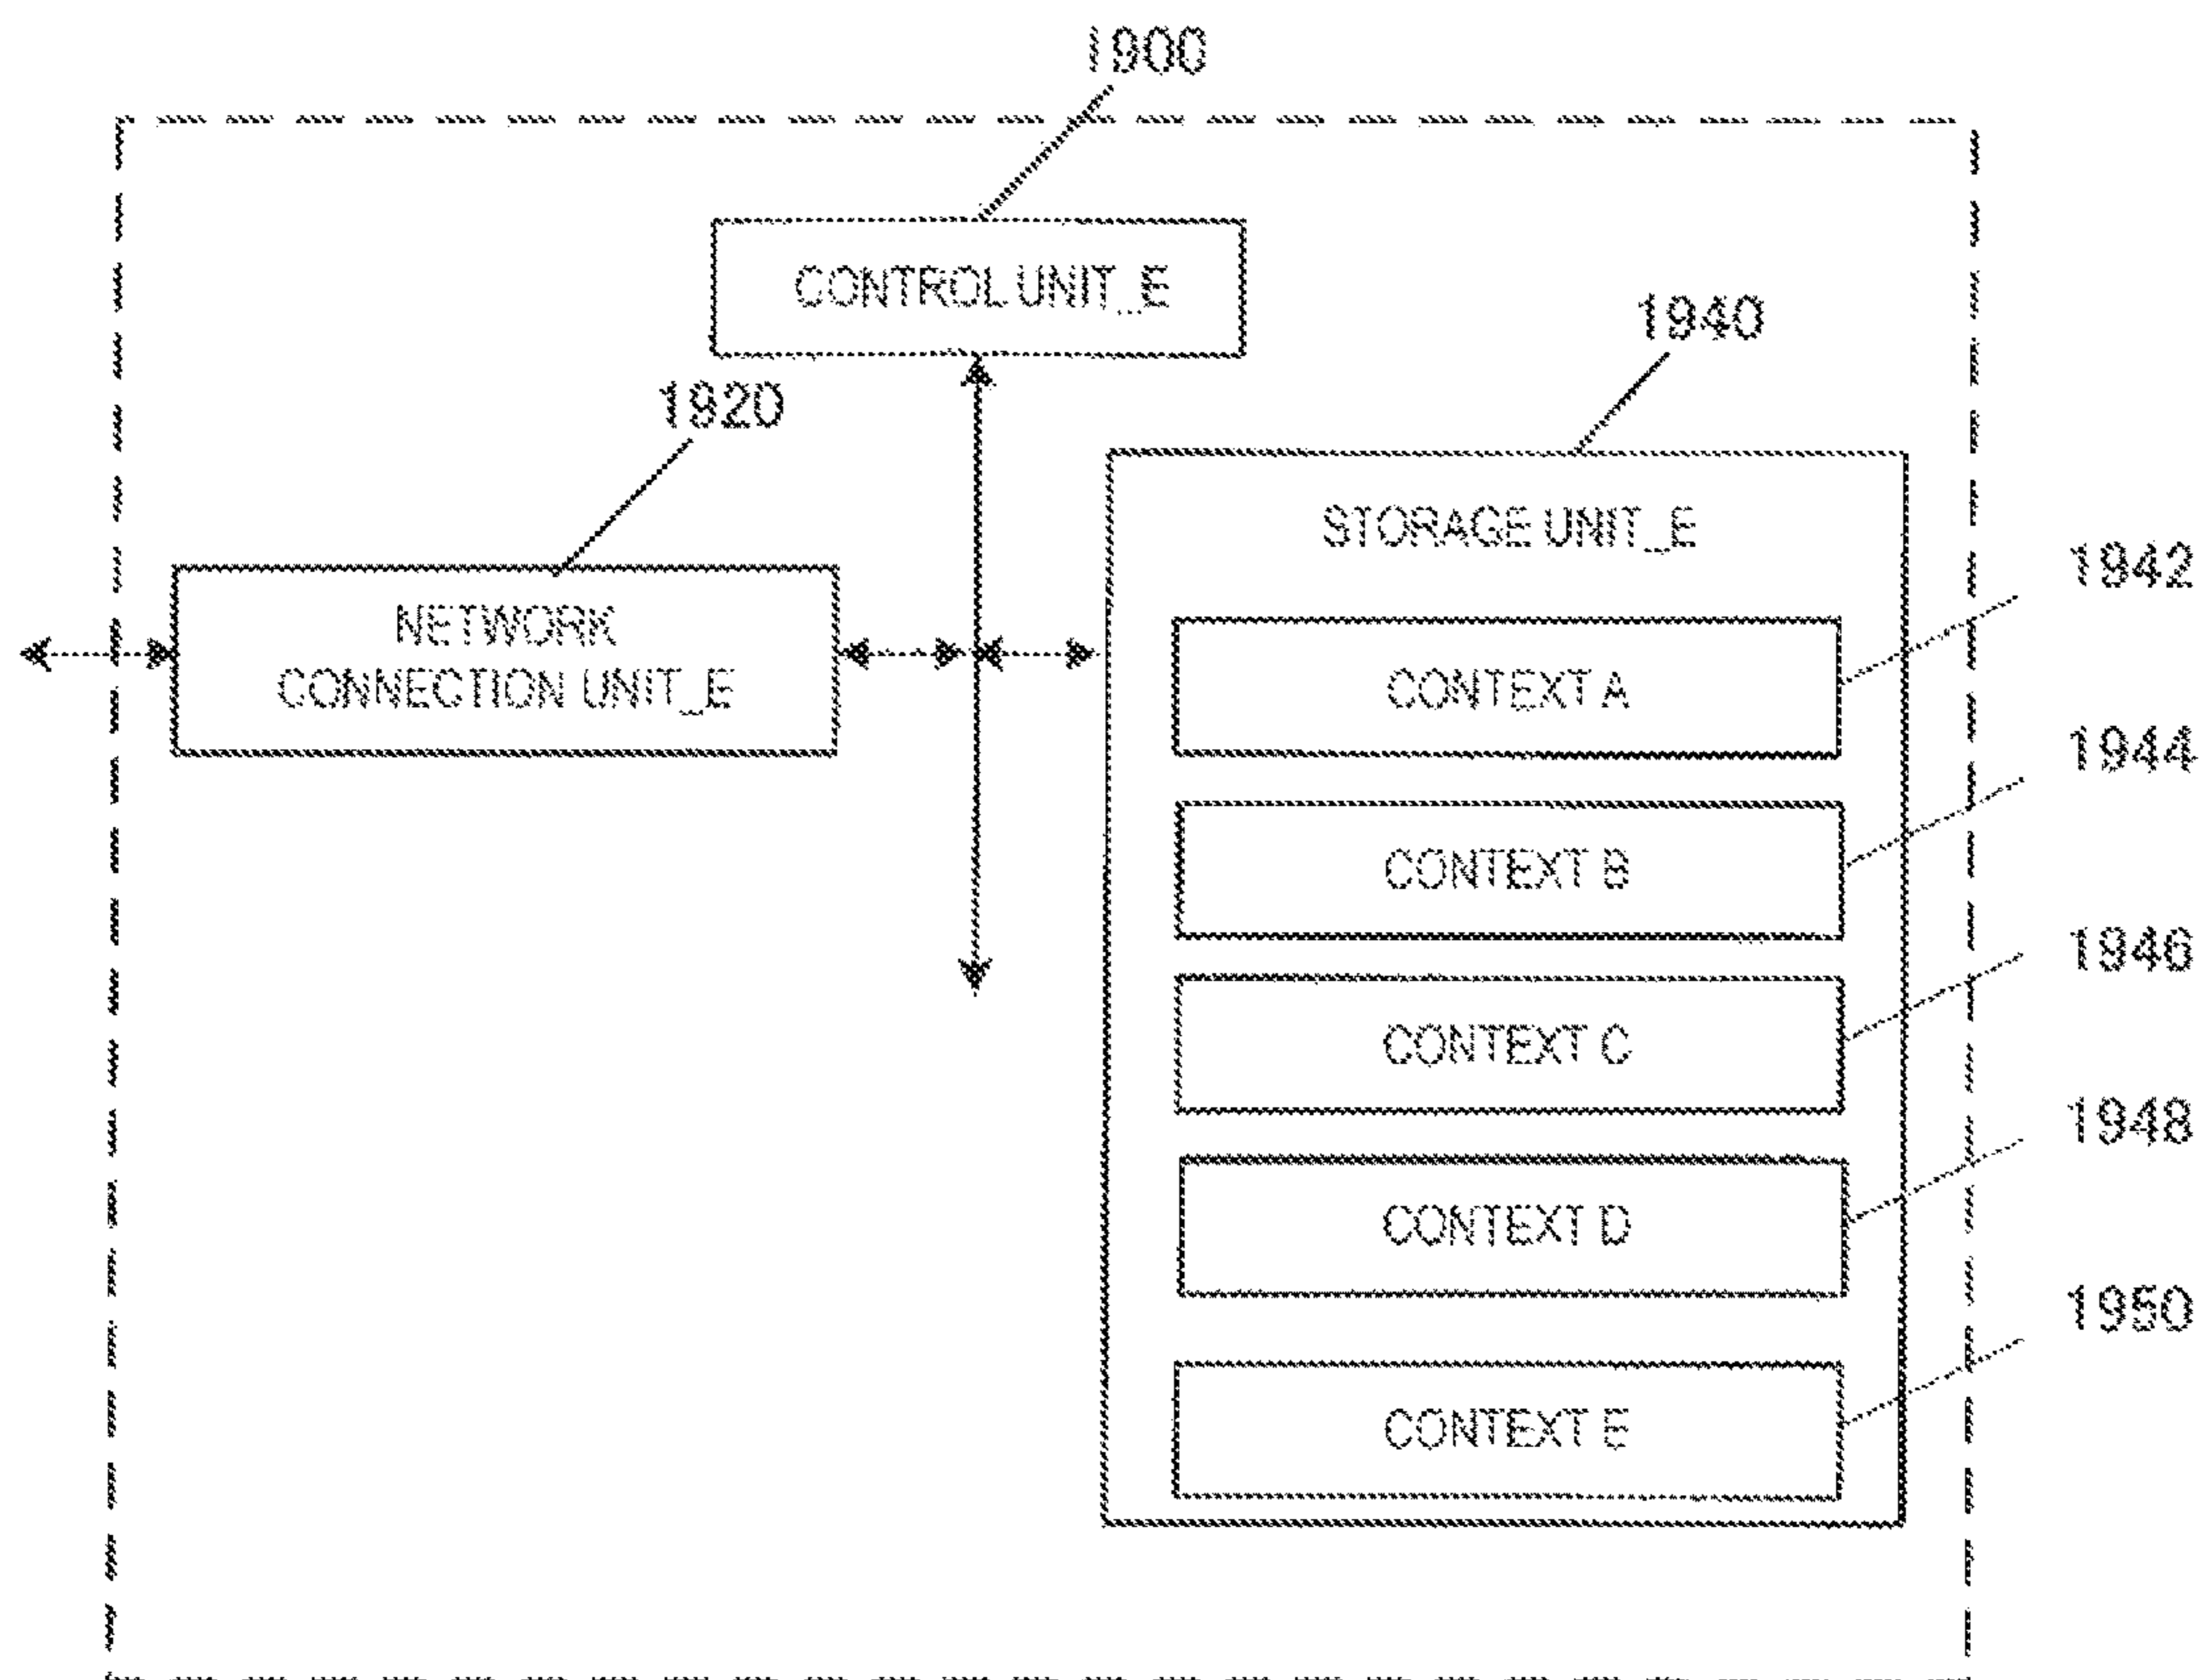 1900
CONTROL UNIT_E
1940
1920
STORAGE UNIT_E
NETWORK
CONNECTION UNIT_E
1942
CONTEXT A
1944
CONTEXT B
1946
CONTEXT C
1948
CONTEXT D
1950
CONTEXT E